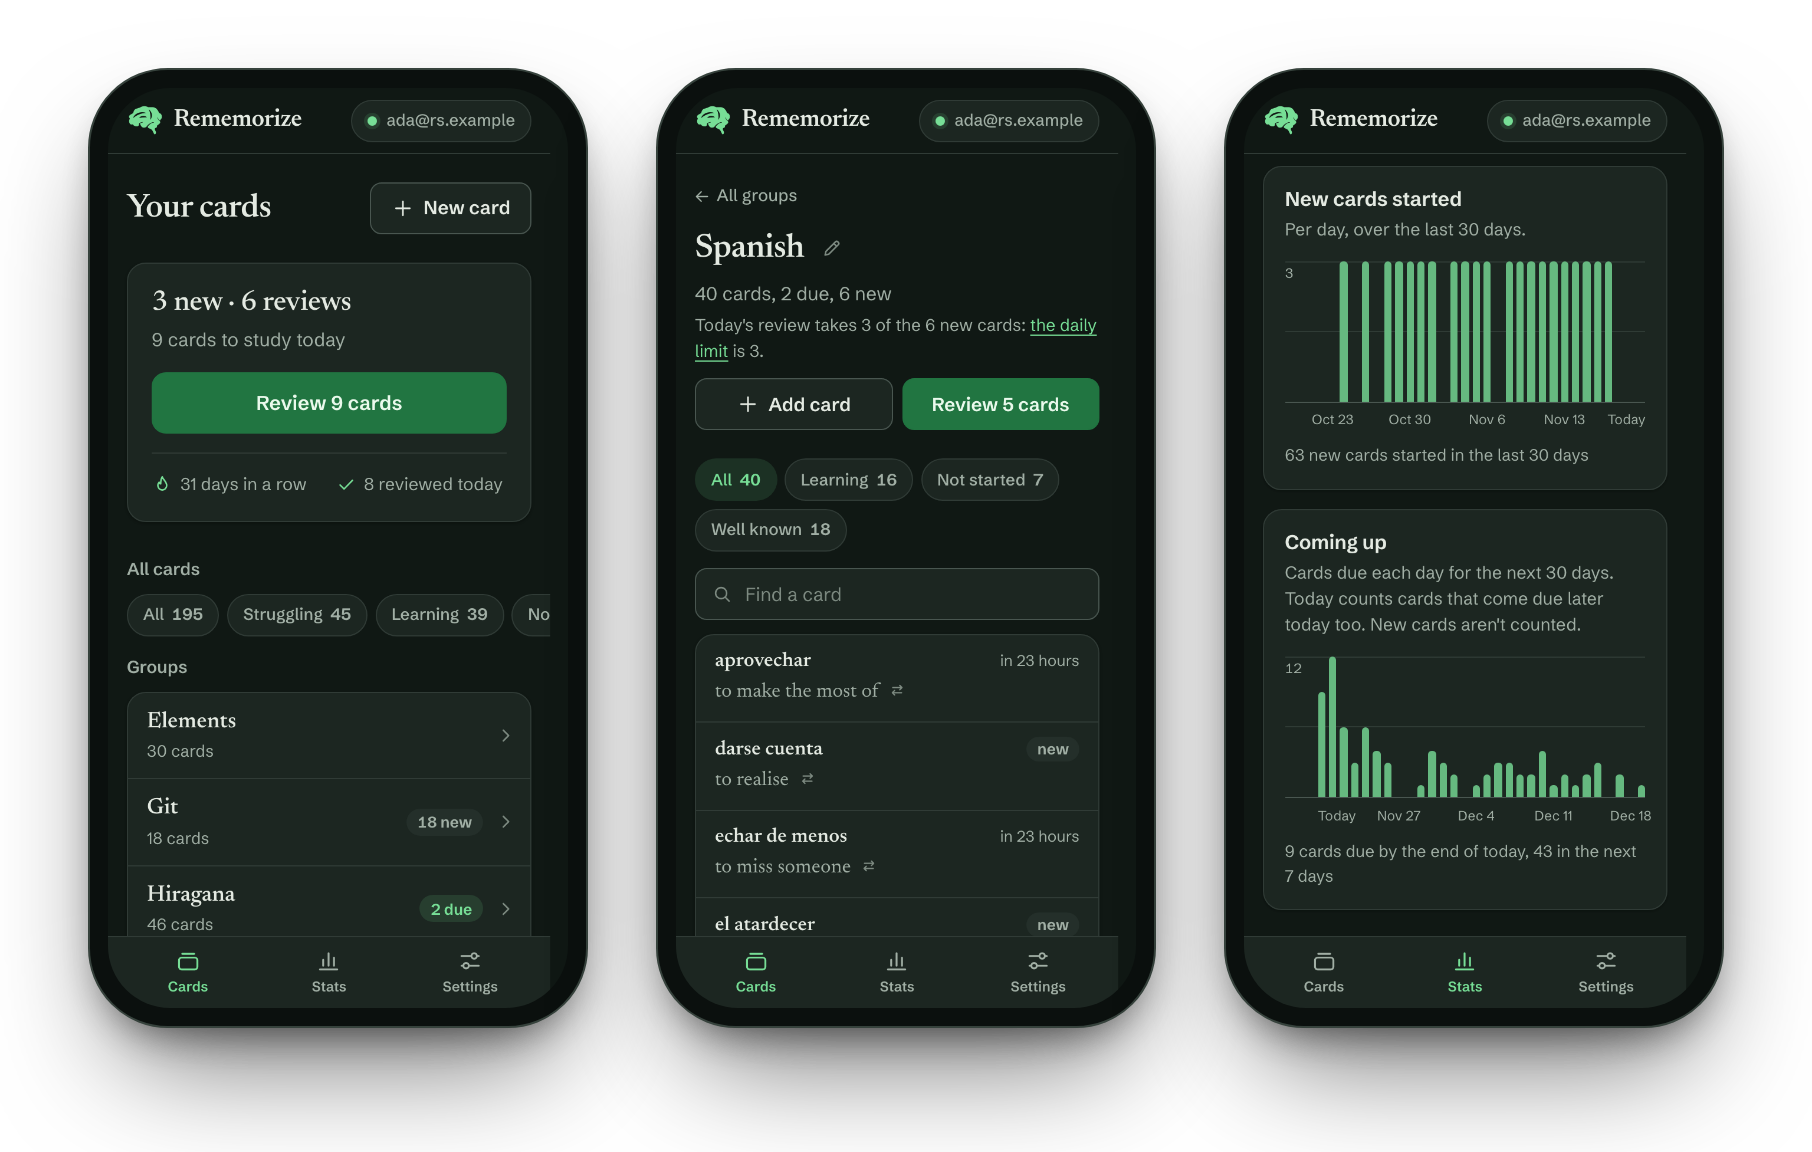 Rememorize
ada@rs.example
Your cards
New card
3 new · 6 reviews
9 cards to study today
Review 9 cards
31 days in a row
8 reviewed today
All cards
All 195
Struggling 45
Learning 39
No
Groups
Elements
30 cards
Git
18 cards
18 new
Hiragana
46 cards
2 due
Cards
Stats
Settings
Rememorize
ada@rs.example
← All groups
Spanish
40 cards, 2 due, 6 new
Today's review takes 3 of the 6 new cards: the daily
limit is 3.
Add card
Review 5 cards
All 40
Learning 16
Not started 7
Well known 18
Find a card
aprovechar
in 23 hours
to make the most of ⇄
darse cuenta
new
to realise ⇄
echar de menos
in 23 hours
to miss someone ⇄
el atardecer
new
Cards
Stats
Settings
Rememorize
ada@rs.example
New cards started
Per day, over the last 30 days.
3
Oct 23
Oct 30
Nov 6
Nov 13
Today
63 new cards started in the last 30 days
Coming up
Cards due each day for the next 30 days.
Today counts cards that come due later
today too. New cards aren't counted.
12
Today
Nov 27
Dec 4
Dec 11
Dec 18
9 cards due by the end of today, 43 in the next
7 days
Cards
Stats
Settings